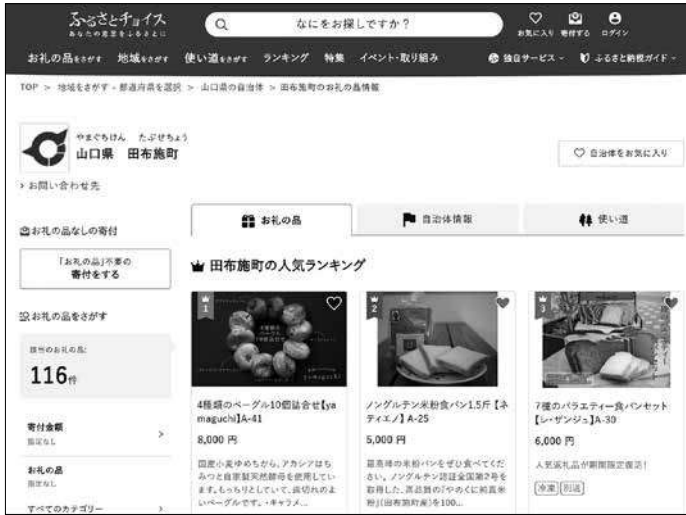 ふるさとチョイス
あなたの意思をふるさとに
なにをお探しですか?
お気に入り 寄付する ログイン
お礼の品をさがす 地域をさがす 使い道をさがす ランキング 特集 イベント・取り組み 独自サービス ふるさと納税ガイド
TOP > 地域をさがす - 都道府県を選択 > 山口県の自治体 > 田布施町のお礼の品情報
やまぐちけん たぶせちょう
山口県 田布施町
自治体をお気に入り
お問い合わせ先
お礼の品 自治体情報 使い道
お礼の品なしの寄付
「お礼の品」不要の
寄付をする
田布施町の人気ランキング
お礼の品をさがす
該当のお礼の品:
116件
寄付金額
指定なし
お礼の品
指定なし
すべてのカテゴリー
1
4種類のベーグル10個詰合せ【ya
maguchi】A-41
8,000 円
国産小麦ゆめちから、アカシアはち
みつと自家製天然酵母を使用してい
ます。もっちりとしていて、歯切れのよ
いベーグルです。・キャラメ...
2
ノングルテン米粉食パン1.5斤【ネ
ティエノ】A-25
5,000 円
最高峰の米粉パンをぜひ食べてくだ
さい。ノングルテン認証全国第2号を
取得した、高品質の「やのくに純真米
粉」(田布施町産)を100...
3
7種のバラエティー食パンセット
【レ・ザンジュ】A-30
6,000 円
人気返礼品が期間限定復活!
冷凍 別送